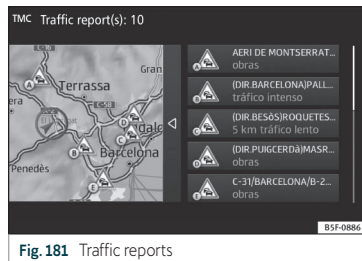 TMC Traffic report(s): 10
C-16
Gran
Terrassa
C-58
era
Barcelona
Penedès
A AERI DE MONTSERRAT...
obras
B (DIR.BARCELONA)PALL...
tráfico intenso
C (DIR.BESÒS)ROQUETES...
5 km tráfico lento
D (DIR.PUIGCERDÀ)MASR...
obras
E C-31/BARCELONA/B-2...
obras
B5F-0886
Fig. 181 Traffic reports